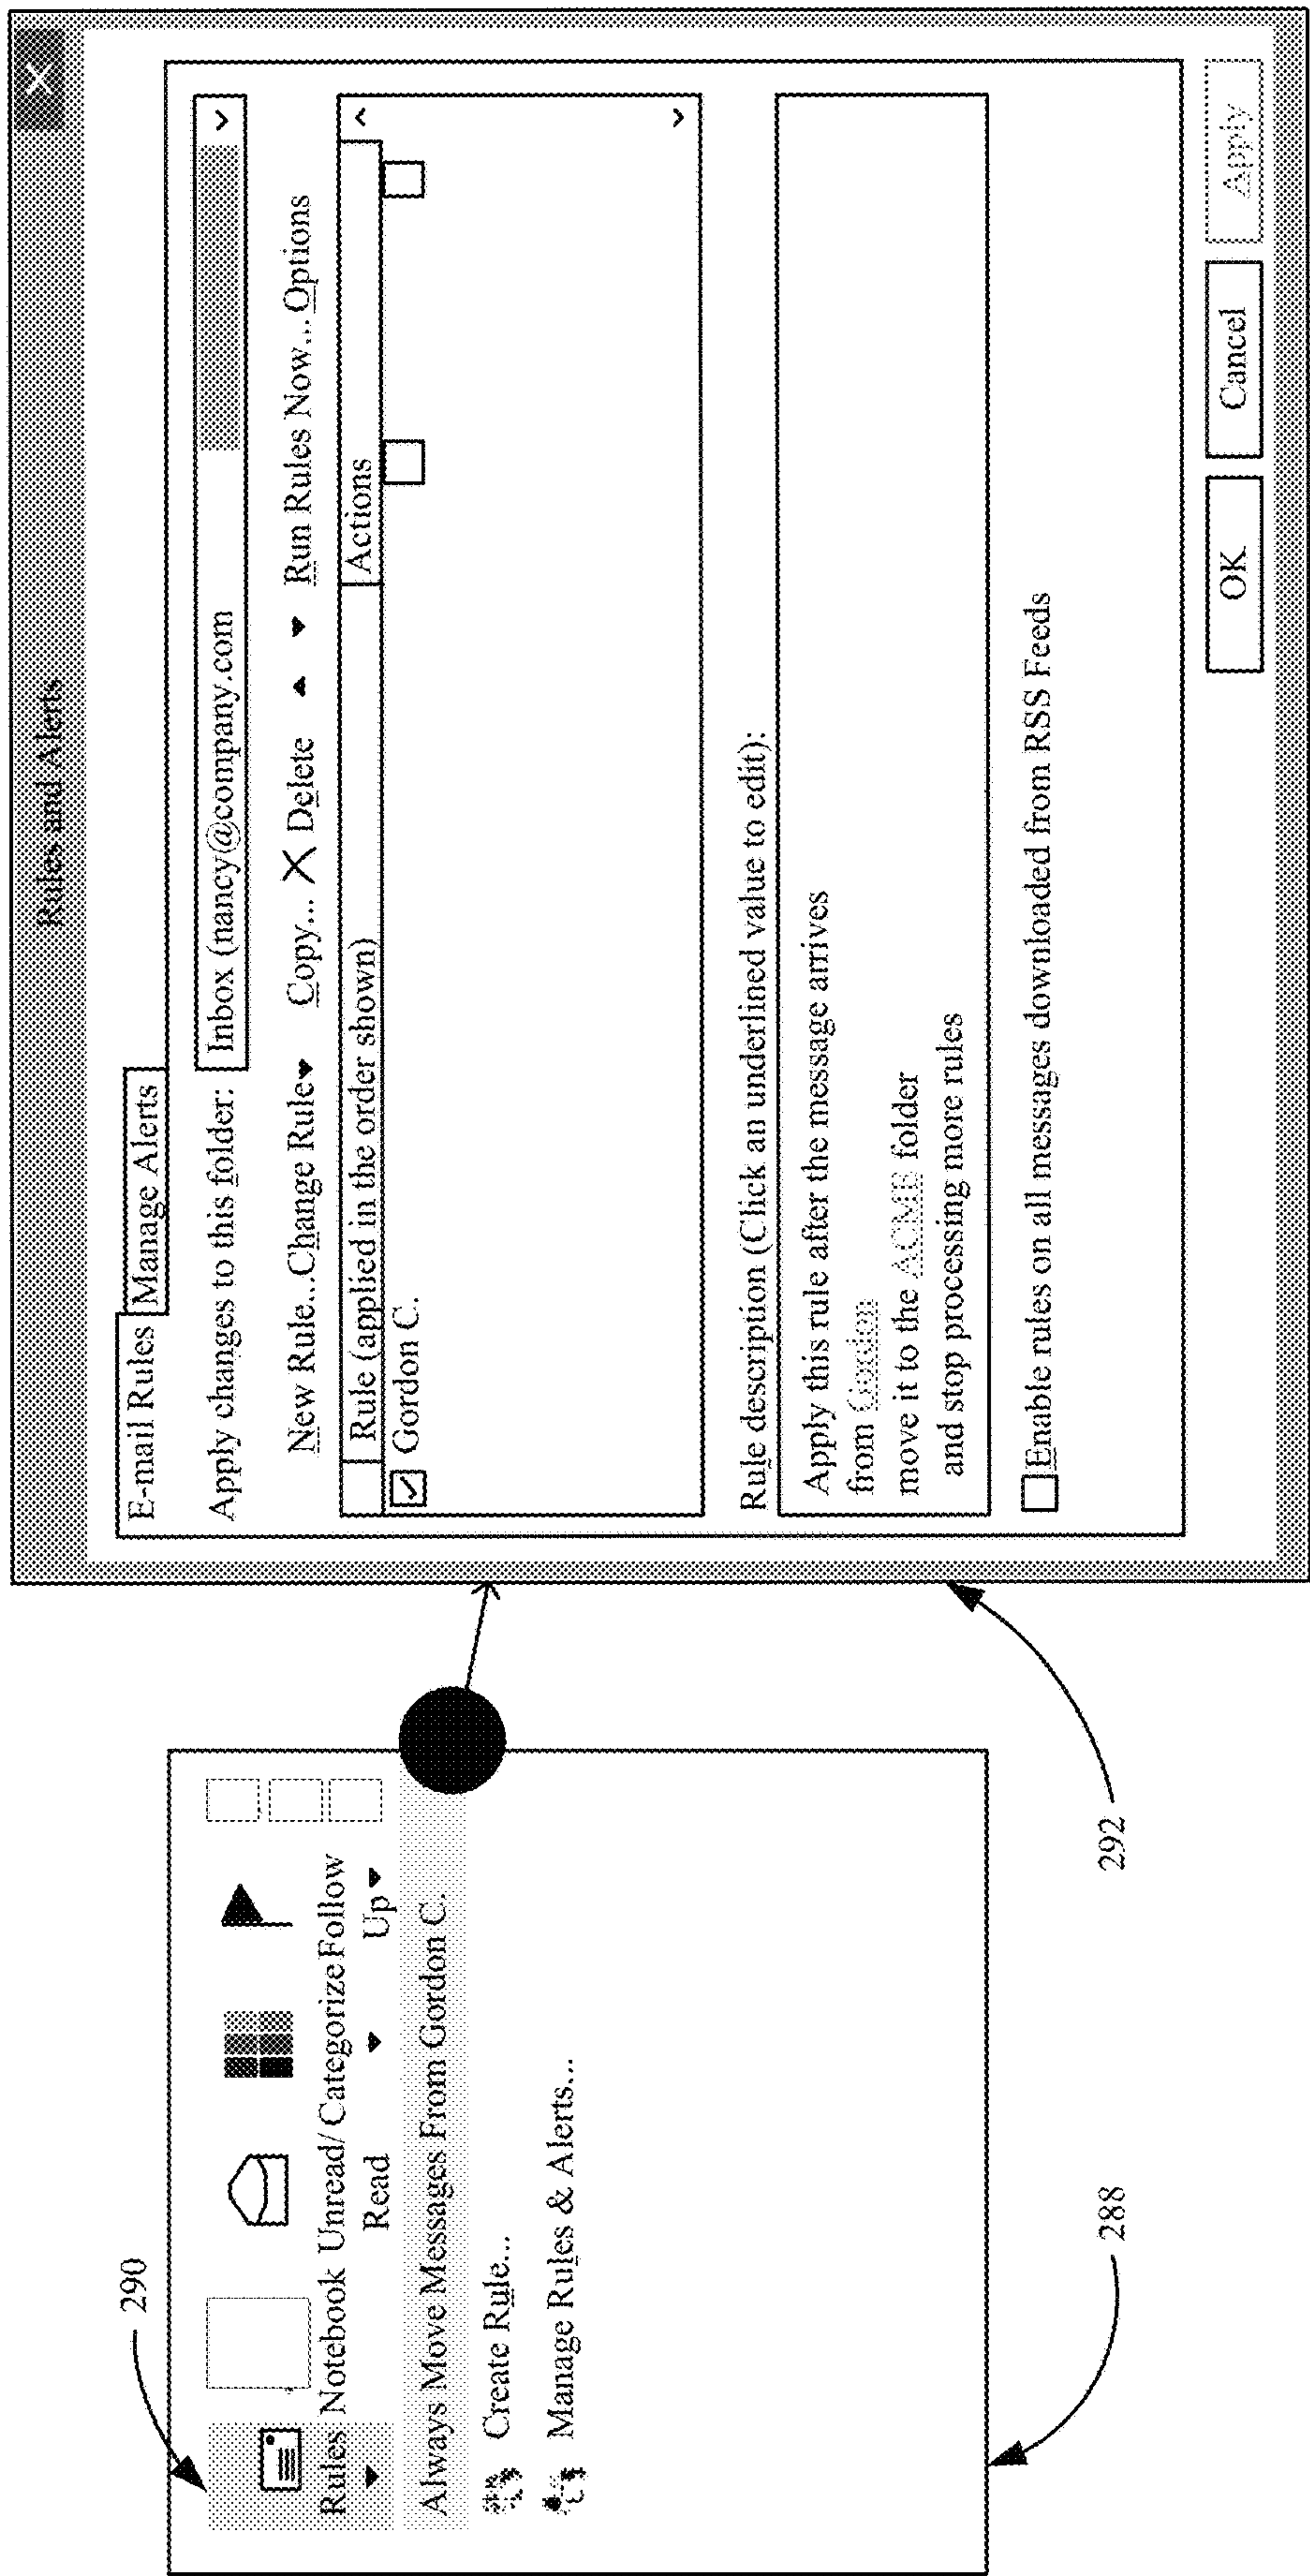 290
Rules Notebook Unread/ Categorize Follow
Read Up
Always Move Messages From Gordon C.
Create Rule...
Manage Rules & Alerts...
288
292
Rules and Alerts
X
E-mail Rules Manage Alerts
Apply changes to this folder: Inbox (nancy@company.com
New Rule...Change Rule Copy... X Delete Run Rules Now... Options
Rule (applied in the order shown) Actions
Gordon C.
Rule description (Click an underlined value to edit):
Apply this rule after the message arrives
from Gordon
move it to the ACME folder
and stop processing more rules
Enable rules on all messages downloaded from RSS Feeds
OK Cancel Apply